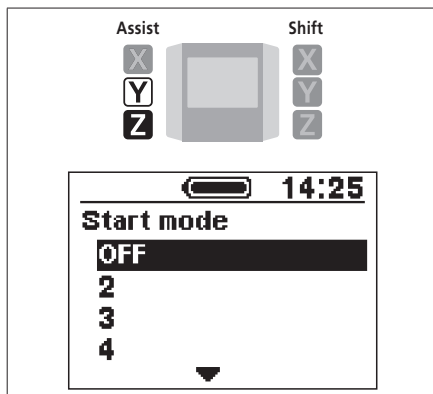 Assist Shift
X X
Y Y
Z Z
14:25
Start mode
OFF
2
3
4